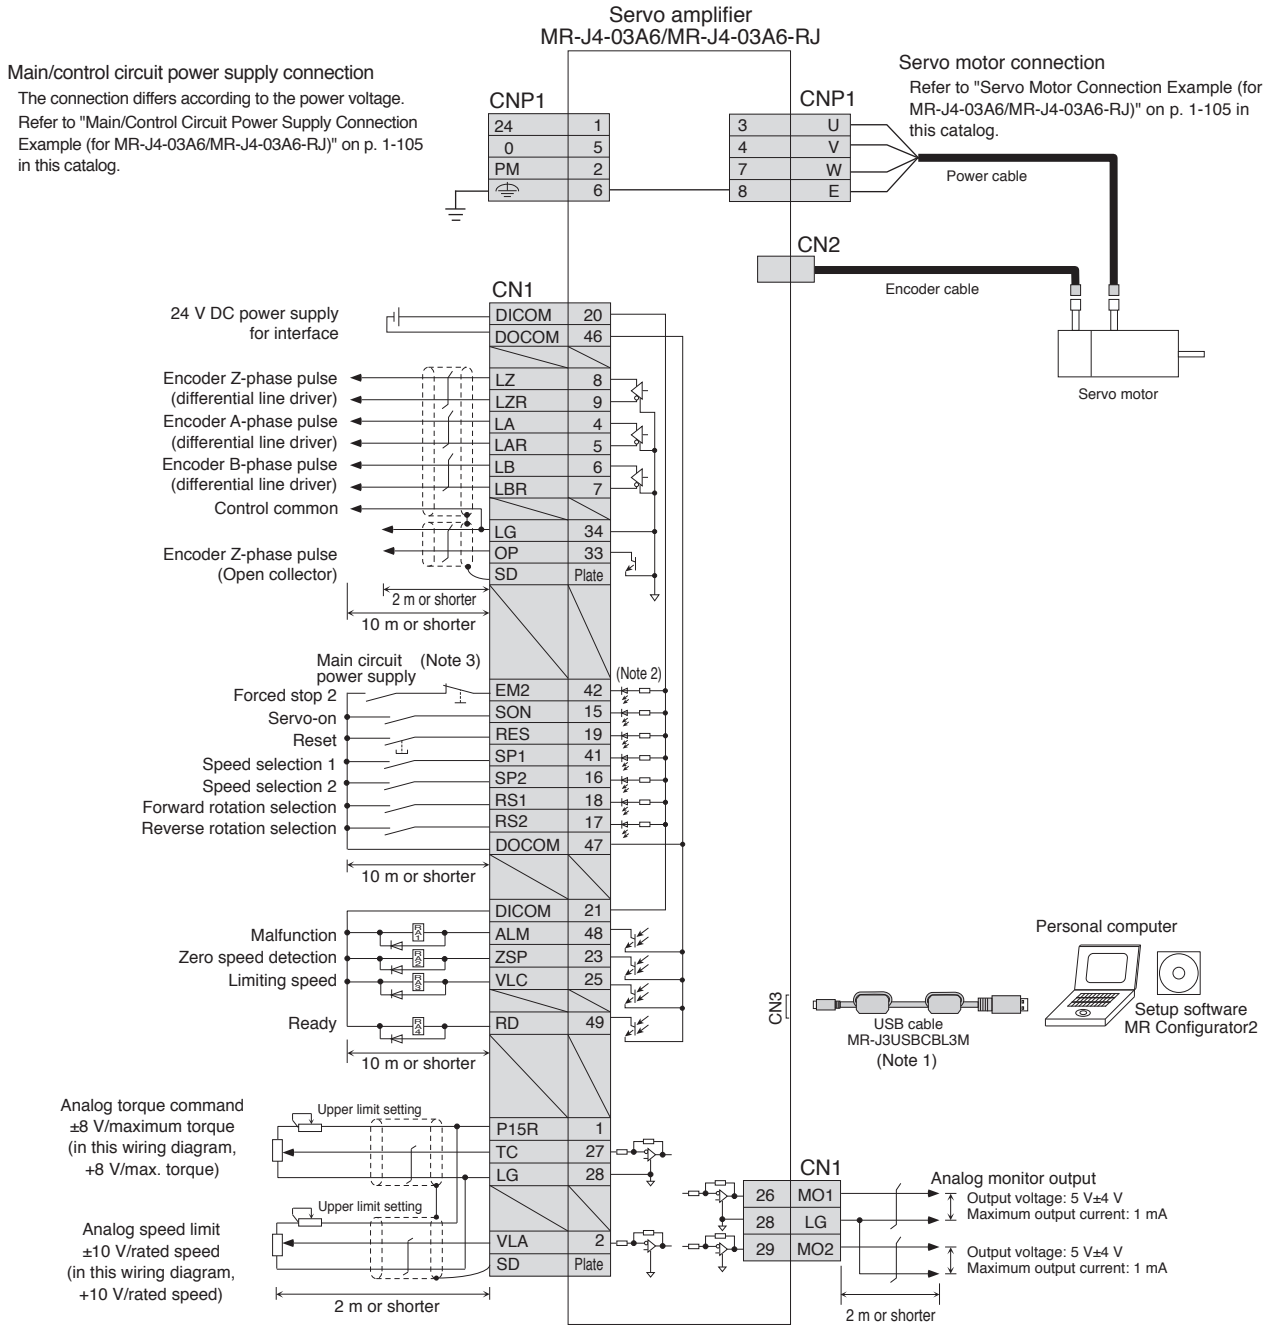 Servo amplifier
MR-J4-03A6/MR-J4-03A6-RJ
Main/control circuit power supply connection
The connection differs according to the power voltage.
Refer to "Main/Control Circuit Power Supply Connection
Example (for MR-J4-03A6/MR-J4-03A6-RJ)" on p. 1-105
in this catalog.
Servo motor connection
Refer to "Servo Motor Connection Example (for
MR-J4-03A6/MR-J4-03A6-RJ)" on p. 1-105 in
this catalog.
CNP1
24 1
0 5
PM 2
6
CNP1
3 U
4 V
7 W
8 E
Power cable
CN2
Encoder cable
Servo motor
CN1
24 V DC power supply
for interface
DICOM 20
DOCOM 46
Encoder Z-phase pulse
(differential line driver)
LZ 8
LZR 9
Encoder A-phase pulse
(differential line driver)
LA 4
LAR 5
Encoder B-phase pulse
(differential line driver)
LB 6
LBR 7
Control common
LG 34
Encoder Z-phase pulse
(Open collector)
OP 33
SD Plate
2 m or shorter
10 m or shorter
Main circuit
power supply
(Note 3)
(Note 2)
Forced stop 2 EM2 42
Servo-on SON 15
Reset RES 19
Speed selection 1 SP1 41
Speed selection 2 SP2 16
Forward rotation selection RS1 18
Reverse rotation selection RS2 17
DOCOM 47
10 m or shorter
DICOM 21
Malfunction RA1 ALM 48
Zero speed detection RA2 ZSP 23
Limiting speed RA3 VLC 25
Ready RA4 RD 49
10 m or shorter
CN3
USB cable
MR-J3USBCBL3M
(Note 1)
Personal computer
Setup software
MR Configurator2
Analog torque command
±8 V/maximum torque
(in this wiring diagram,
+8 V/max. torque)
Upper limit setting
P15R 1
TC 27
LG 28
Analog speed limit
±10 V/rated speed
(in this wiring diagram,
+10 V/rated speed)
Upper limit setting
VLA 2
SD Plate
2 m or shorter
CN1
26 MO1
28 LG
29 MO2
Analog monitor output
Output voltage: 5 V±4 V
Maximum output current: 1 mA
Output voltage: 5 V±4 V
Maximum output current: 1 mA
2 m or shorter